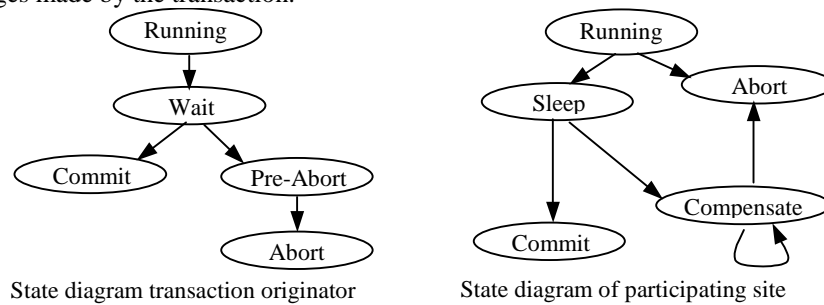 ges made by the transaction.
Running
Wait
Commit
Pre-Abort
Abort
State diagram transaction originator
Running
Abort
Sleep
Compensate
Commit
State diagram of participating site